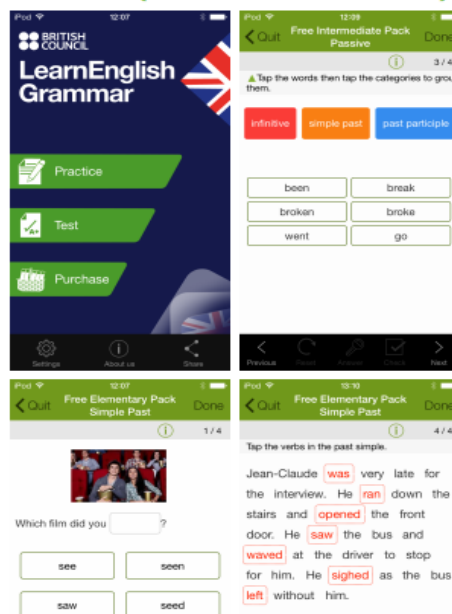 iPod 12:07
BRITISH
COUNCIL
LearnEnglish
Grammar
Practice
Test
Purchase
Settings About us Share
iPod 12:09
Quit Free Intermediate Pack Done
Passive
3/4
Tap the words then tap the categories to grou
them.
infinitive simple past past participle
been break
broken broke
went go
Previous Reset Answer Check Next
iPod 12:07
Quit Free Elementary Pack Done
Simple Past
1/4
Which film did you ?
see seen
saw seed
iPod 13:10
Quit Free Elementary Pack Done
Simple Past
4/4
Tap the verbs in the past simple.
Jean-Claude was very late for
the interview. He ran down the
stairs and opened the front
door. He saw the bus and
waved at the driver to stop
for him. He sighed as the bus
left without him.